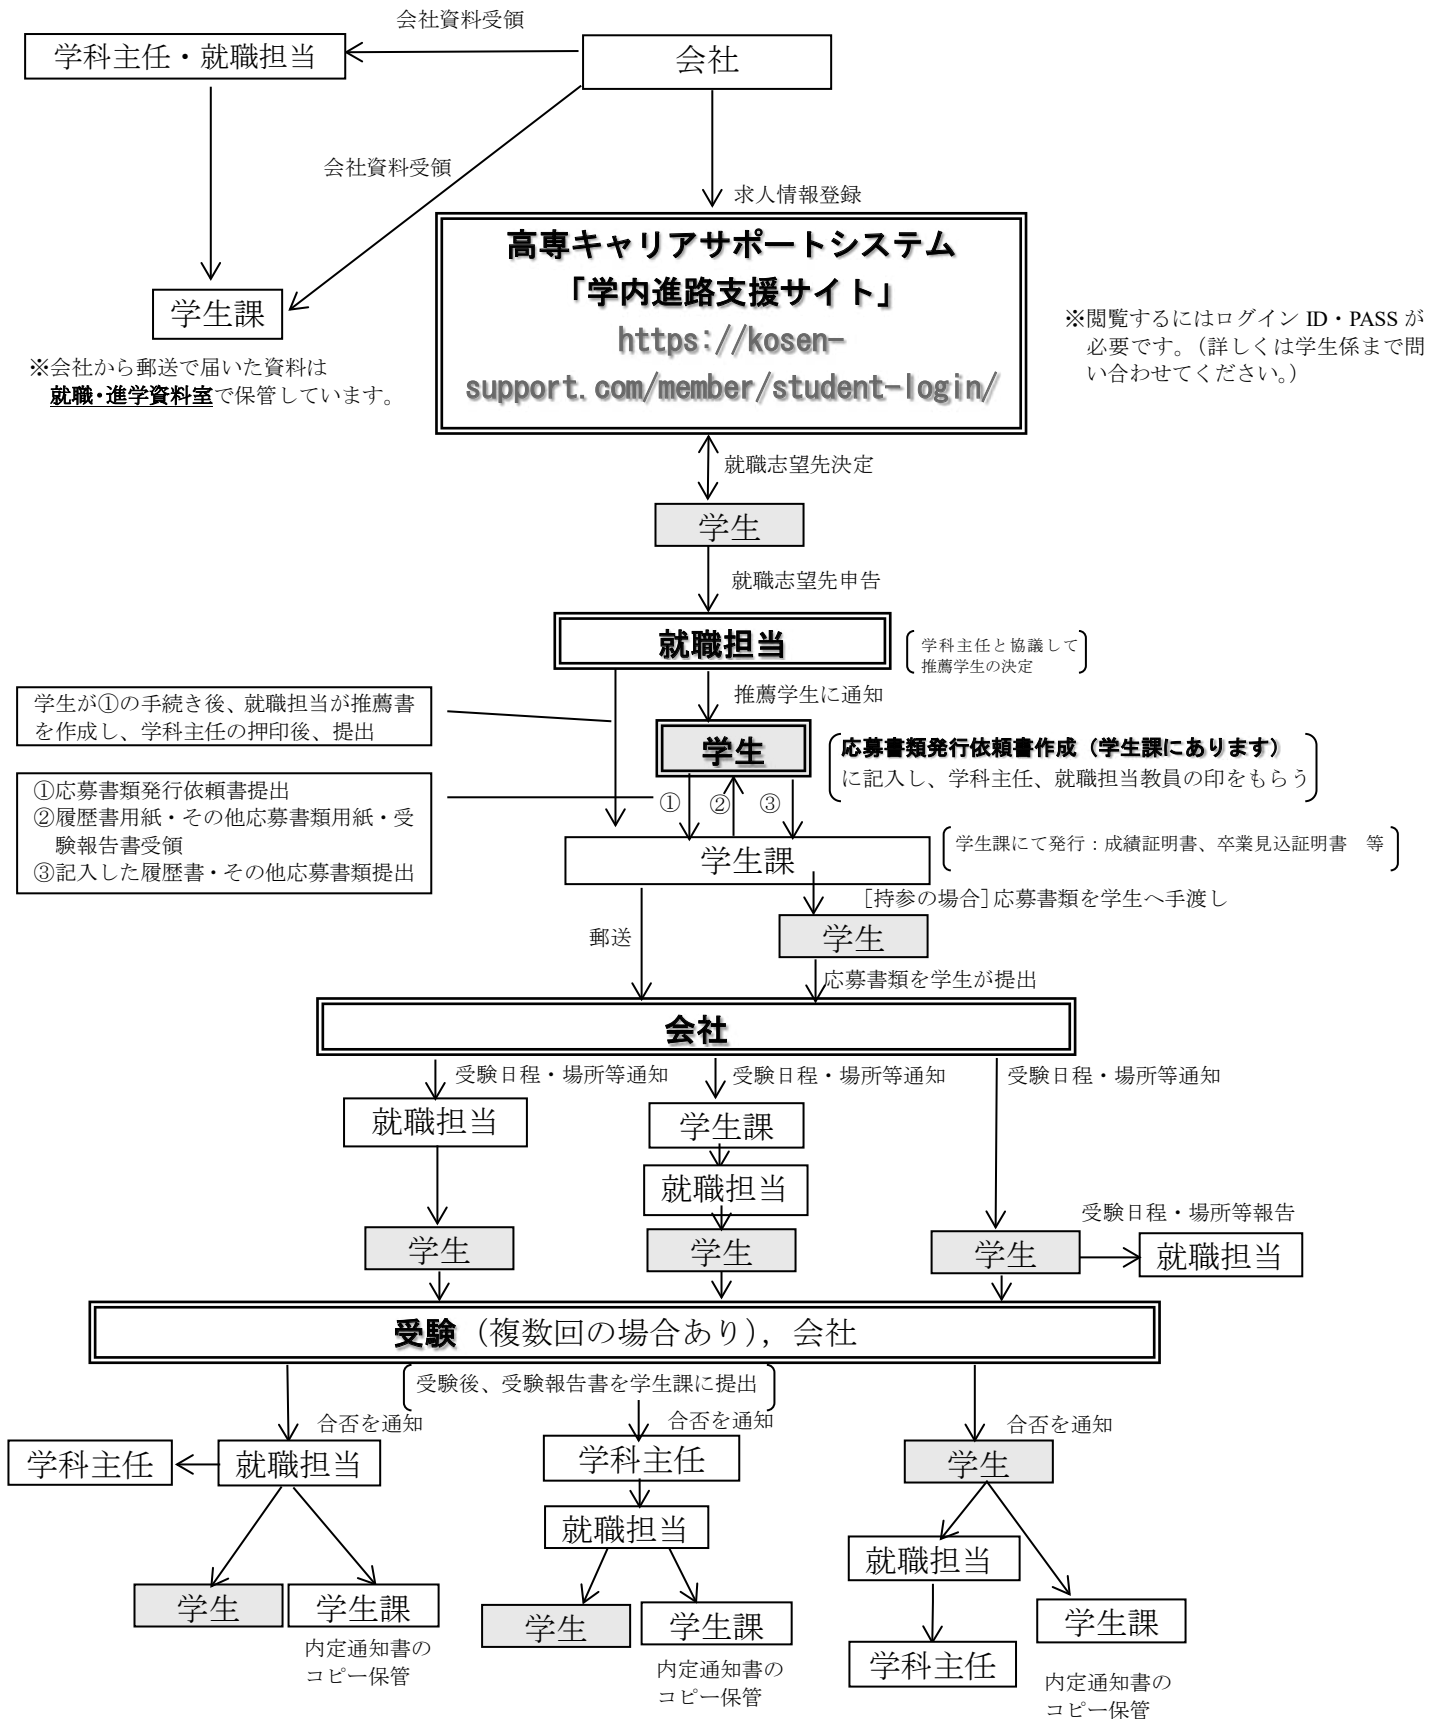 会社資料受領
学科主任・就職担当
会社
会社資料受領
求人情報登録
高専キャリアサポートシステム
「学内進路支援サイト」
https://kosen-
support.com/member/student-login/
学生課
※会社から郵送で届いた資料は
就職・進学資料室で保管しています。
※閲覧するにはログイン ID・PASS が
必要です。（詳しくは学生係まで問
い合わせてください。）
就職志望先決定
学生
就職志望先申告
就職担当
学科主任と協議して
推薦学生の決定
推薦学生に通知
学生が①の手続き後、就職担当が推薦書
を作成し、学科主任の押印後、提出
学生
応募書類発行依頼書作成（学生課にあります）
に記入し、学科主任、就職担当教員の印をもらう
①応募書類発行依頼書提出
②履歴書用紙・その他応募書類用紙・受
験報告書受領
③記入した履歴書・その他応募書類提出
① ② ③
学生課
学生課にて発行：成績証明書、卒業見込証明書　等
［持参の場合］応募書類を学生へ手渡し
郵送
学生
応募書類を学生が提出
会社
受験日程・場所等通知
受験日程・場所等通知
受験日程・場所等通知
就職担当
学生課
就職担当
受験日程・場所等報告
学生
学生
学生
就職担当
受験（複数回の場合あり），会社
受験後、受験報告書を学生課に提出
合否を通知
合否を通知
合否を通知
学科主任
就職担当
学科主任
学生
就職担当
就職担当
学生
学生課
学生
学生課
学生課
内定通知書の
コピー保管
学科主任
内定通知書の
コピー保管
内定通知書の
コピー保管